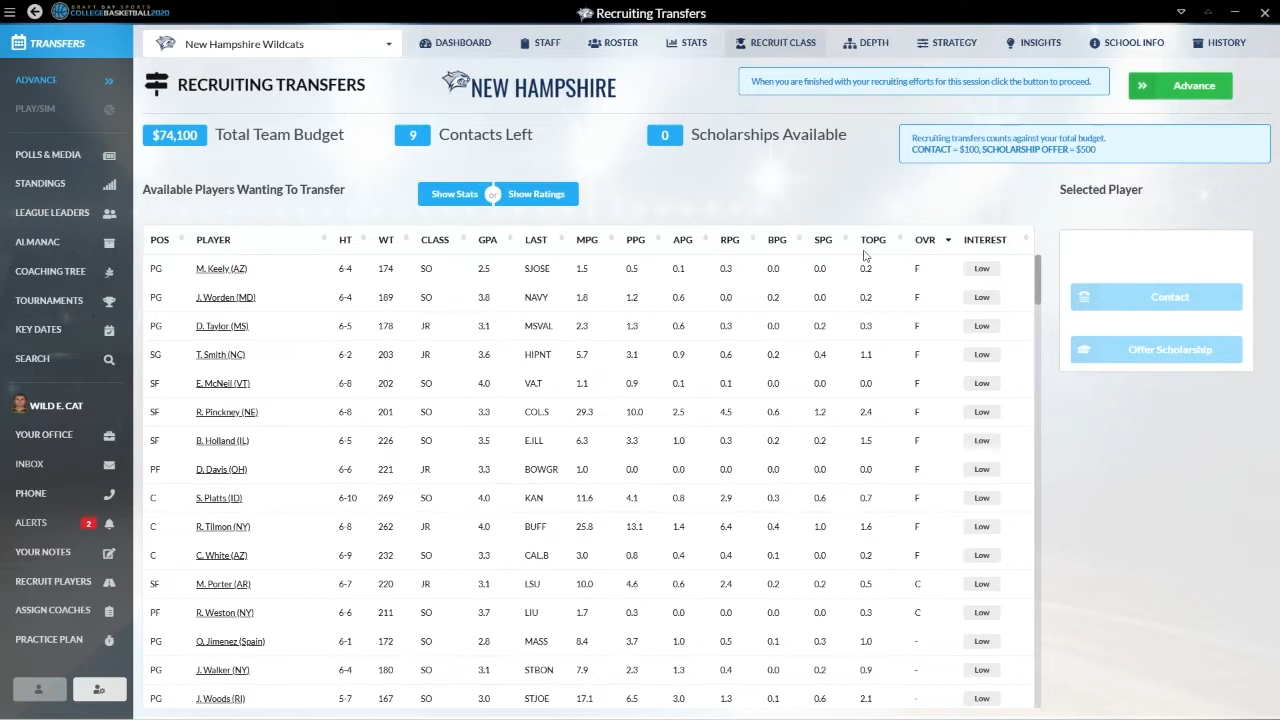 DRAFT DAY SPORTS
COLLEGE BASKETBALL 2020
Recruiting Transfers
TRANSFERS
New Hampshire Wildcats
DASHBOARD STAFF ROSTER STATS RECRUIT CLASS DEPTH STRATEGY INSIGHTS SCHOOL INFO HISTORY
ADVANCE
PLAY/SIM
POLLS & MEDIA
STANDINGS
LEAGUE LEADERS
ALMANAC
COACHING TREE
TOURNAMENTS
KEY DATES
SEARCH
WILD E. CAT
YOUR OFFICE
INBOX
PHONE
ALERTS 2
YOUR NOTES
RECRUIT PLAYERS
ASSIGN COACHES
PRACTICE PLAN
RECRUITING TRANSFERS
NEW HAMPSHIRE
When you are finished with your recruiting efforts for this session click the button to proceed.
Advance
$74,100 Total Team Budget 9 Contacts Left 0 Scholarships Available
Recruiting transfers counts against your total budget.
CONTACT = $100, SCHOLARSHIP OFFER = $500
Available Players Wanting To Transfer
Show Stats or Show Ratings
Selected Player
Contact
Offer Scholarship
POS PLAYER HT WT CLASS GPA LAST MPG PPG APG RPG BPG SPG TOPG OVR INTEREST
PG M. Keely (AZ) 6-4 174 SO 2.5 SJOSE 1.5 0.5 0.1 0.3 0.0 0.0 0.2 F Low
PG J. Worden (MD) 6-4 189 SO 3.8 NAVY 1.8 1.2 0.6 0.0 0.2 0.0 0.2 F Low
PG D. Taylor (MS) 6-5 178 JR 3.1 MSVAL 2.3 1.3 0.6 0.3 0.0 0.2 0.3 F Low
SG T. Smith (NC) 6-2 203 JR 3.6 HIPNT 5.7 3.1 0.9 0.6 0.2 0.4 1.1 F Low
SF E. McNeil (VT) 6-8 202 SO 4.0 VA.T 1.1 0.9 0.1 0.1 0.0 0.0 0.0 F Low
SF R. Pinckney (NE) 6-8 201 SO 3.3 COL.S 29.3 10.0 2.5 4.5 0.6 1.2 2.4 F Low
SF B. Holland (IL) 6-5 226 SO 3.5 E.ILL 6.3 3.3 1.0 0.3 0.2 0.2 1.5 F Low
PF D. Davis (OH) 6-6 221 JR 3.3 BOWGR 1.0 0.0 0.0 0.0 0.0 0.0 0.0 F Low
C S. Platts (ID) 6-10 269 SO 4.0 KAN 11.6 4.1 0.8 2.9 0.3 0.6 0.7 F Low
C R. Tilmon (NY) 6-8 262 JR 4.0 BUFF 25.8 13.1 1.4 6.4 0.4 1.0 1.6 F Low
C C. White (AZ) 6-9 232 SO 3.3 CAL.B 3.0 0.8 0.4 0.4 0.1 0.0 0.2 F Low
SF M. Porter (AR) 6-7 220 JR 3.1 LSU 10.0 4.6 0.6 2.4 0.2 0.2 0.5 C Low
PF R. Weston (NY) 6-6 211 SO 3.7 LIU 1.7 0.3 0.0 0.0 0.0 0.0 0.3 C Low
PG O. Jimenez (Spain) 6-1 172 SO 2.8 MASS 8.4 3.7 1.0 0.5 0.1 0.3 1.0 - Low
PG J. Walker (NY) 6-4 180 SO 3.1 STBON 7.9 2.3 1.3 0.4 0.0 0.2 0.9 - Low
PG J. Woods (RI) 5-7 167 SO 3.0 STJOE 17.1 6.5 3.0 1.3 0.1 0.6 2.1 - Low